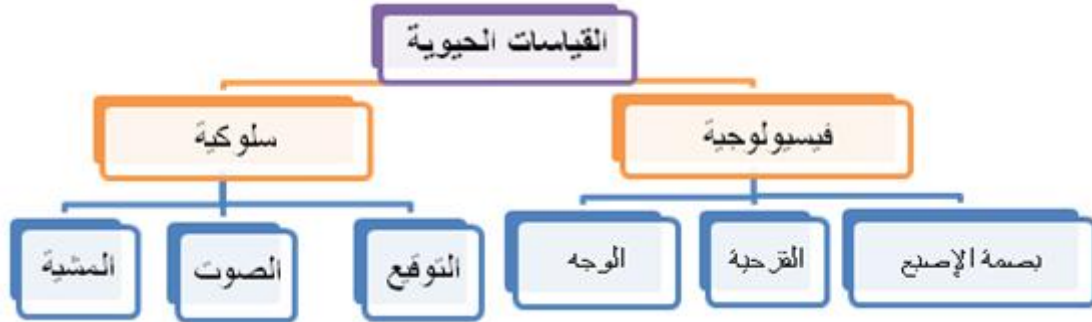 القياسات الحيوية
فيسيولوجية
سلوكية
بصمة الإصبع
القزحية
الوجه
التوقيع
الصوت
المشية